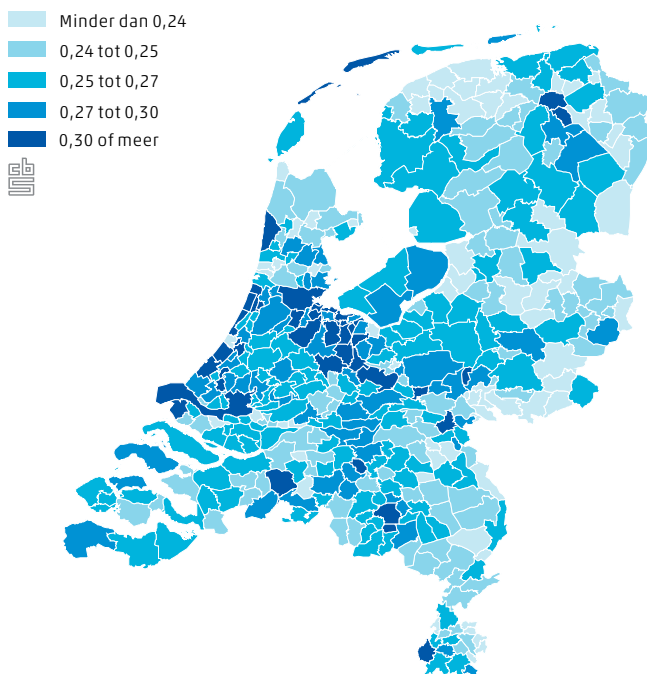 Minder dan 0,24
0,24 tot 0,25
0,25 tot 0,27
0,27 tot 0,30
0,30 of meer
cbs